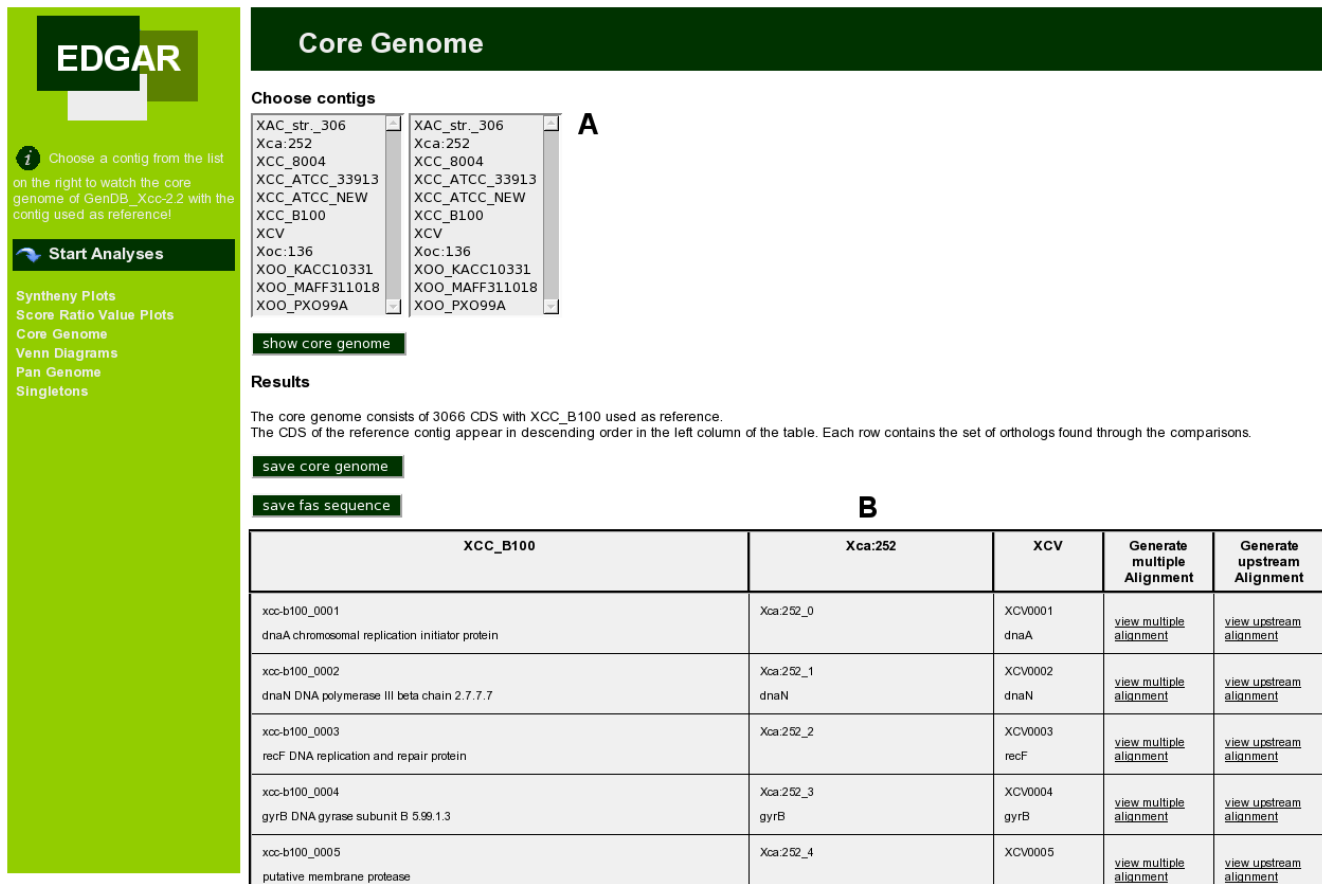 EDGAR
Choose a contig from the list
on the right to watch the core
genome of GenDB_Xcc-2.2 with the
contig used as reference!
Start Analyses
Syntheny Plots
Score Ratio Value Plots
Core Genome
Venn Diagrams
Pan Genome
Singletons
Core Genome
Choose contigs
A
XAC_str._306 XAC_str._306
Xca:252 Xca:252
XCC_8004 XCC_8004
XCC_ATCC_33913 XCC_ATCC_33913
XCC_ATCC_NEW XCC_ATCC_NEW
XCC_B100 XCC_B100
XCV XCV
Xoc:136 Xoc:136
XOO_KACC10331 XOO_KACC10331
XOO_MAFF311018 XOO_MAFF311018
XOO_PXO99A XOO_PXO99A
show core genome
Results
The core genome consists of 3066 CDS with XCC_B100 used as reference.
The CDS of the reference contig appear in descending order in the left column of the table. Each row contains the set of orthologs found through the comparisons.
save core genome
save fas sequence
B
XCC_B100 Xca:252 XCV Generate Generate
multiple upstream
Alignment Alignment
xcc-b100_0001 Xca:252_0 XCV0001
view multiple view upstream
dnaA chromosomal replication initiator protein dnaA alignment alignment
xcc-b100_0002 Xca:252_1 XCV0002
view multiple view upstream
dnaN DNA polymerase III beta chain 2.7.7.7 dnaN dnaN alignment alignment
xcc-b100_0003 Xca:252_2 XCV0003
view multiple view upstream
recF DNA replication and repair protein recF alignment alignment
xcc-b100_0004 Xca:252_3 XCV0004
view multiple view upstream
gyrB DNA gyrase subunit B 5.99.1.3 gyrB gyrB alignment alignment
xcc-b100_0005 Xca:252_4 XCV0005
view multiple view upstream
putative membrane protease alignment alignment